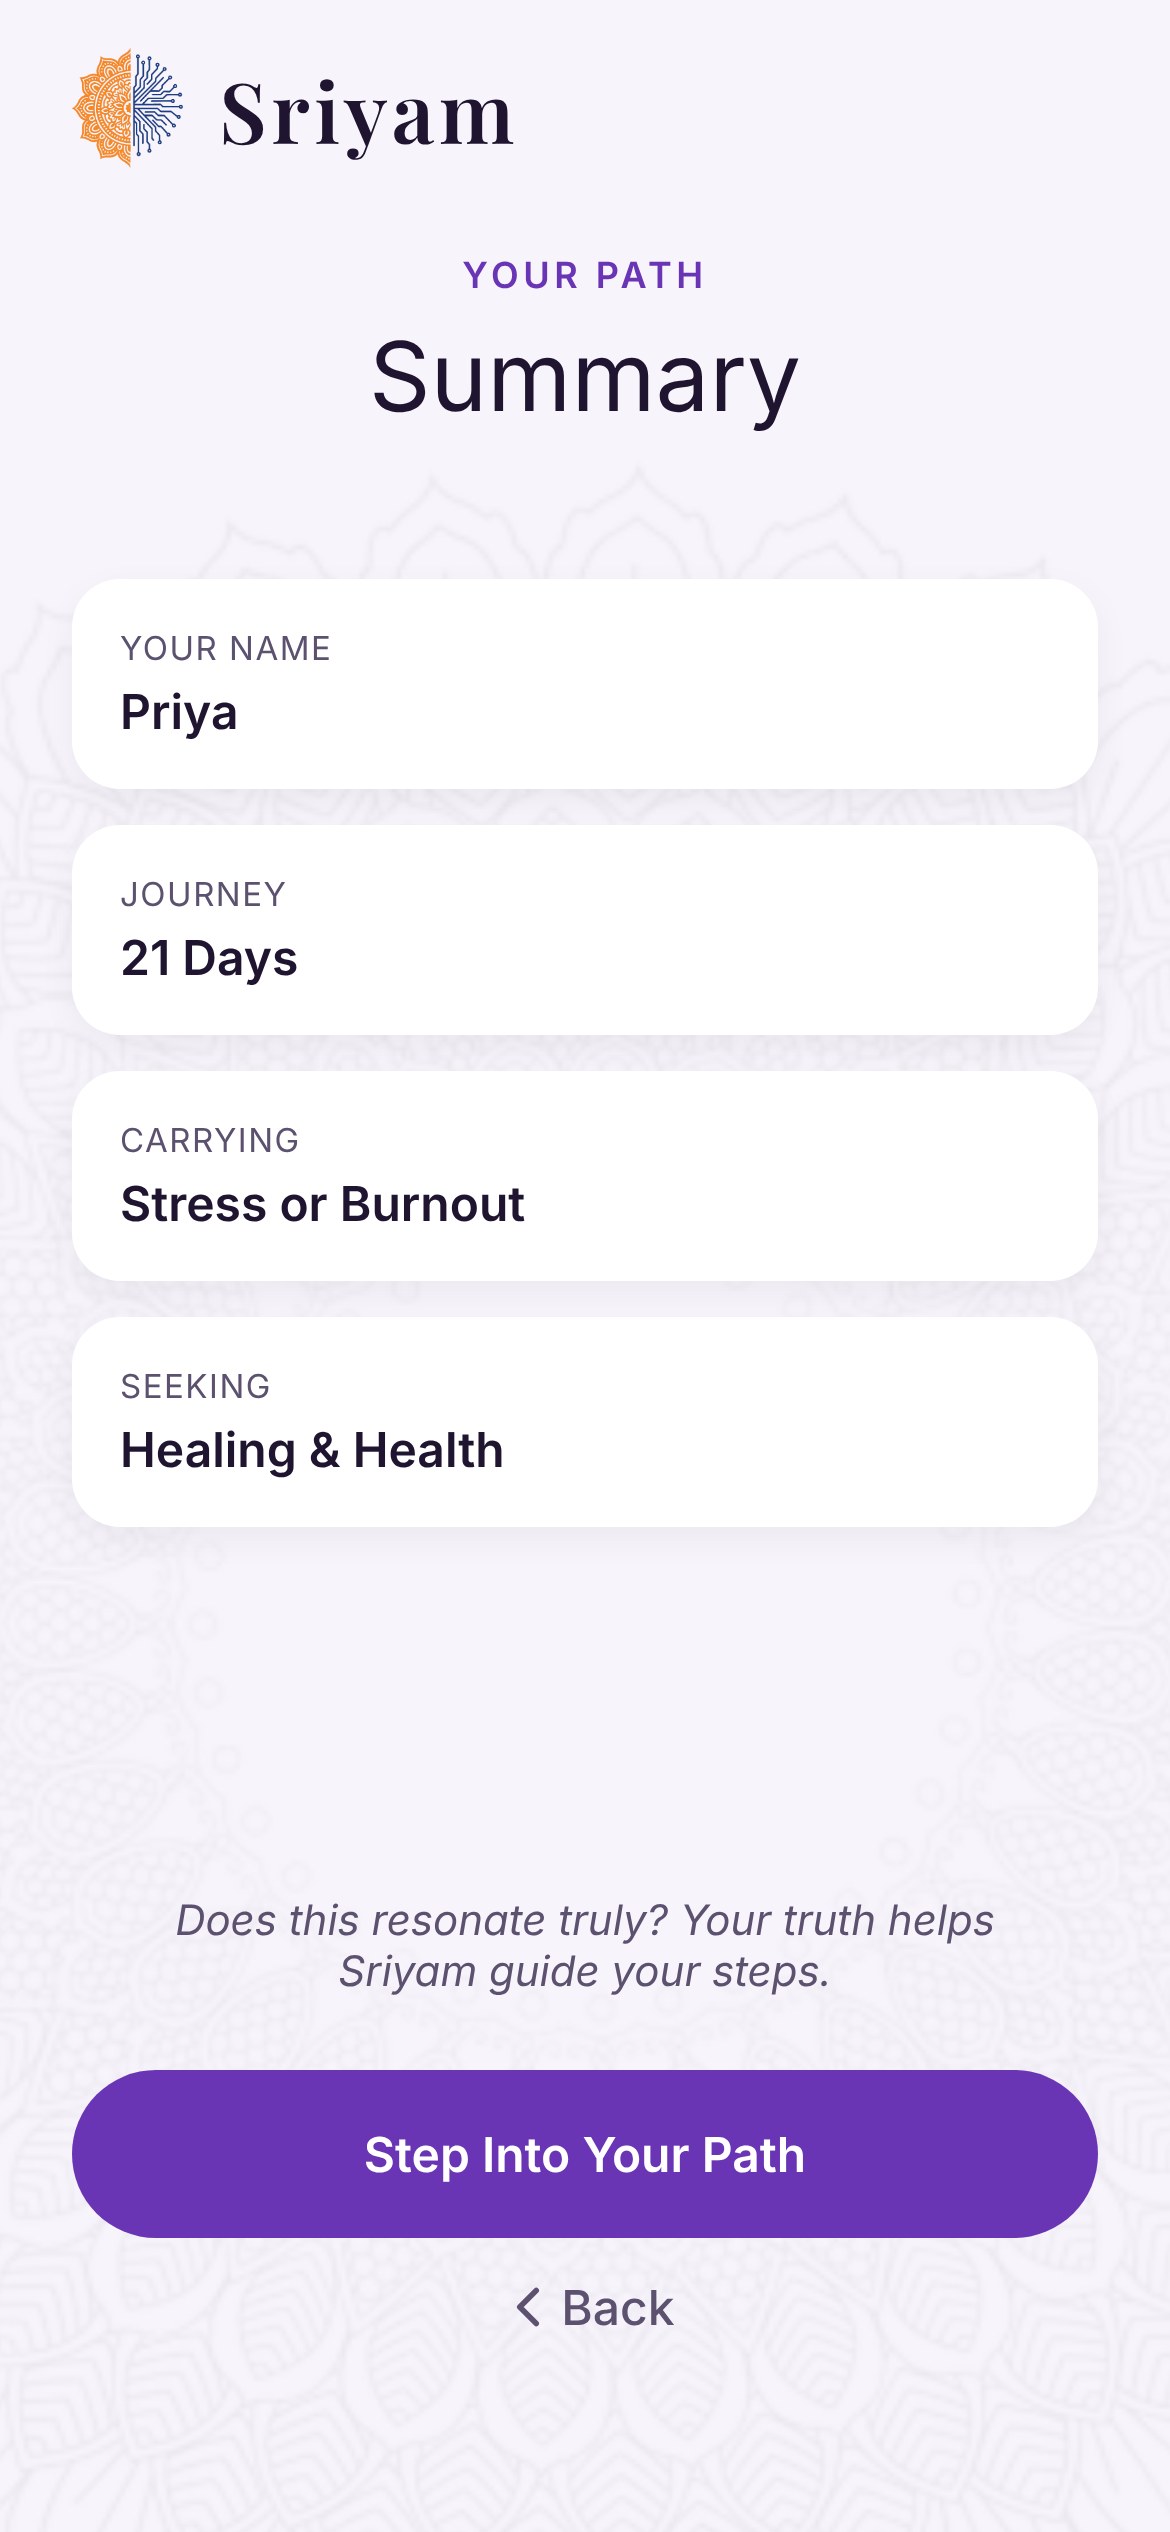 Sriyam
YOUR PATH
Summary
YOUR NAME
Priya
JOURNEY
21 Days
CARRYING
Stress or Burnout
SEEKING
Healing & Health
Does this resonate truly? Your truth helps
Sriyam guide your steps.
Step Into Your Path
Back